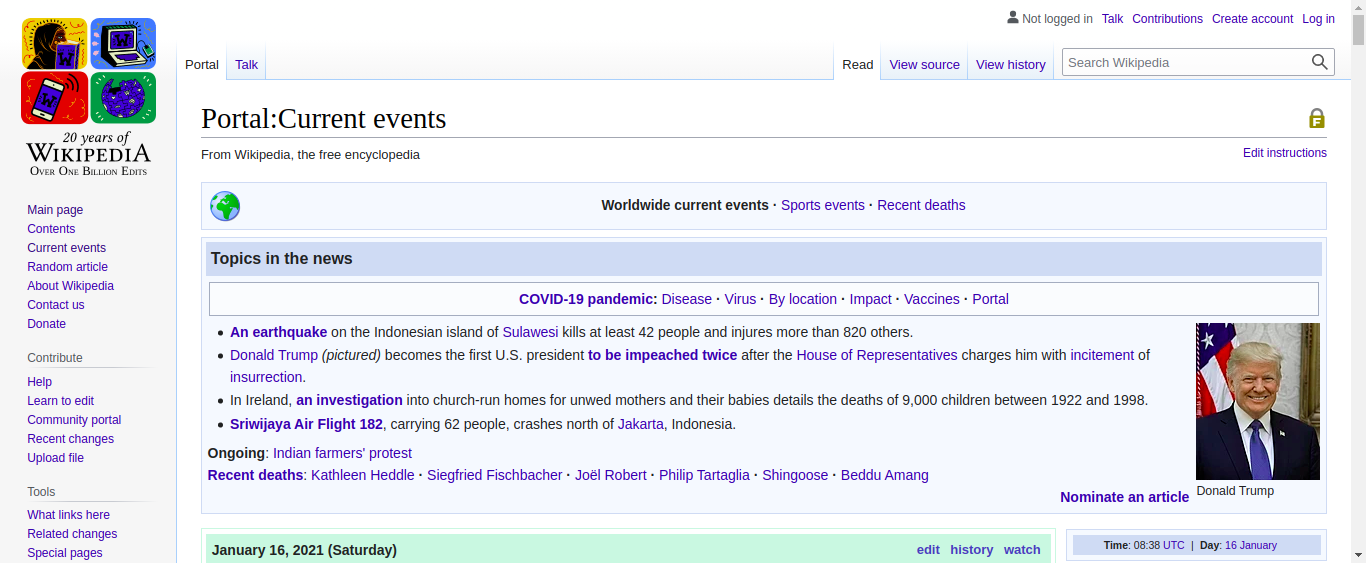 Not logged in Talk Contributions Create account Log in
Portal Talk Read View source View history Search Wikipedia
20 years of
WIKIPEDIA
OVER ONE BILLION EDITS
Main page
Contents
Current events
Random article
About Wikipedia
Contact us
Donate
Contribute
Help
Learn to edit
Community portal
Recent changes
Upload file
Tools
What links here
Related changes
Special pages
Portal:Current events
From Wikipedia, the free encyclopedia
Edit instructions
Worldwide current events · Sports events · Recent deaths
Topics in the news
COVID-19 pandemic: Disease · Virus · By location · Impact · Vaccines · Portal
• An earthquake on the Indonesian island of Sulawesi kills at least 42 people and injures more than 820 others.
• Donald Trump (pictured) becomes the first U.S. president to be impeached twice after the House of Representatives charges him with incitement of
insurrection.
• In Ireland, an investigation into church-run homes for unwed mothers and their babies details the deaths of 9,000 children between 1922 and 1998.
• Sriwijaya Air Flight 182, carrying 62 people, crashes north of Jakarta, Indonesia.
Ongoing: Indian farmers' protest
Recent deaths: Kathleen Heddle · Siegfried Fischbacher · Joël Robert · Philip Tartaglia · Shingoose · Beddu Amang
Nominate an article
Donald Trump
January 16, 2021 (Saturday) edit history watch
Time: 08:38 UTC | Day: 16 January